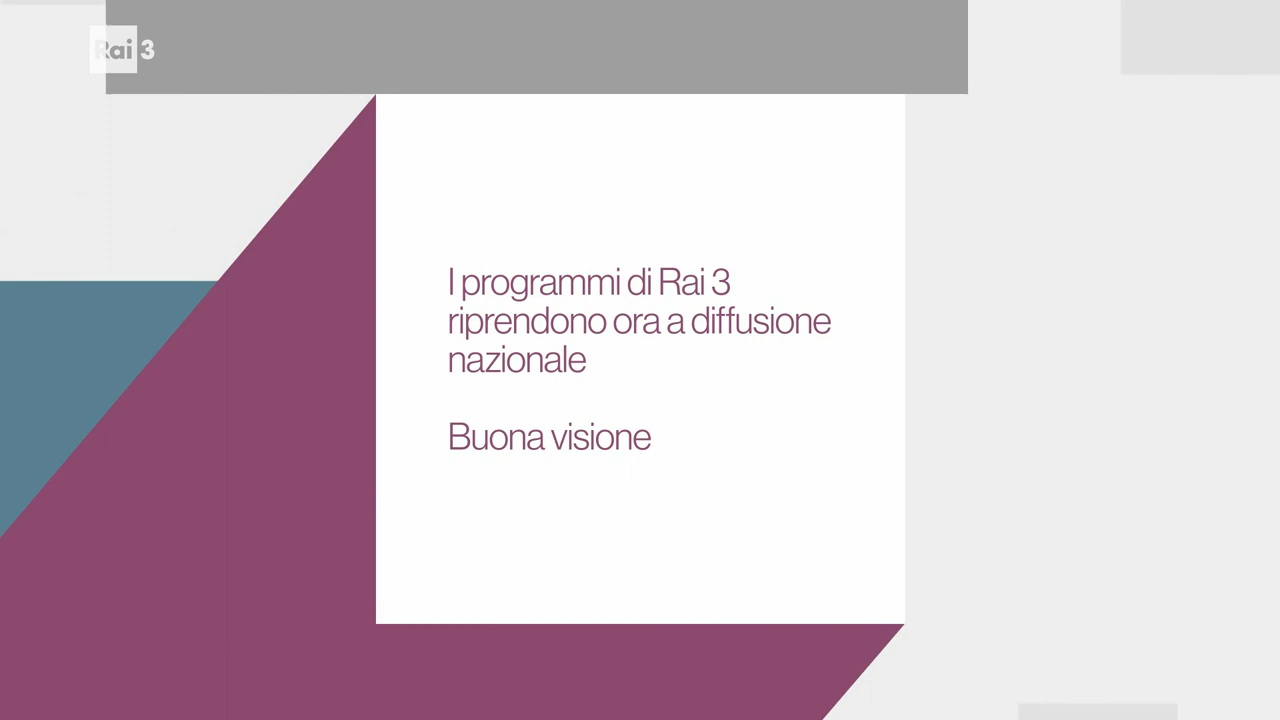 Rai 3
I programmi di Rai 3
riprendono ora a diffusione
nazionale
Buona visione